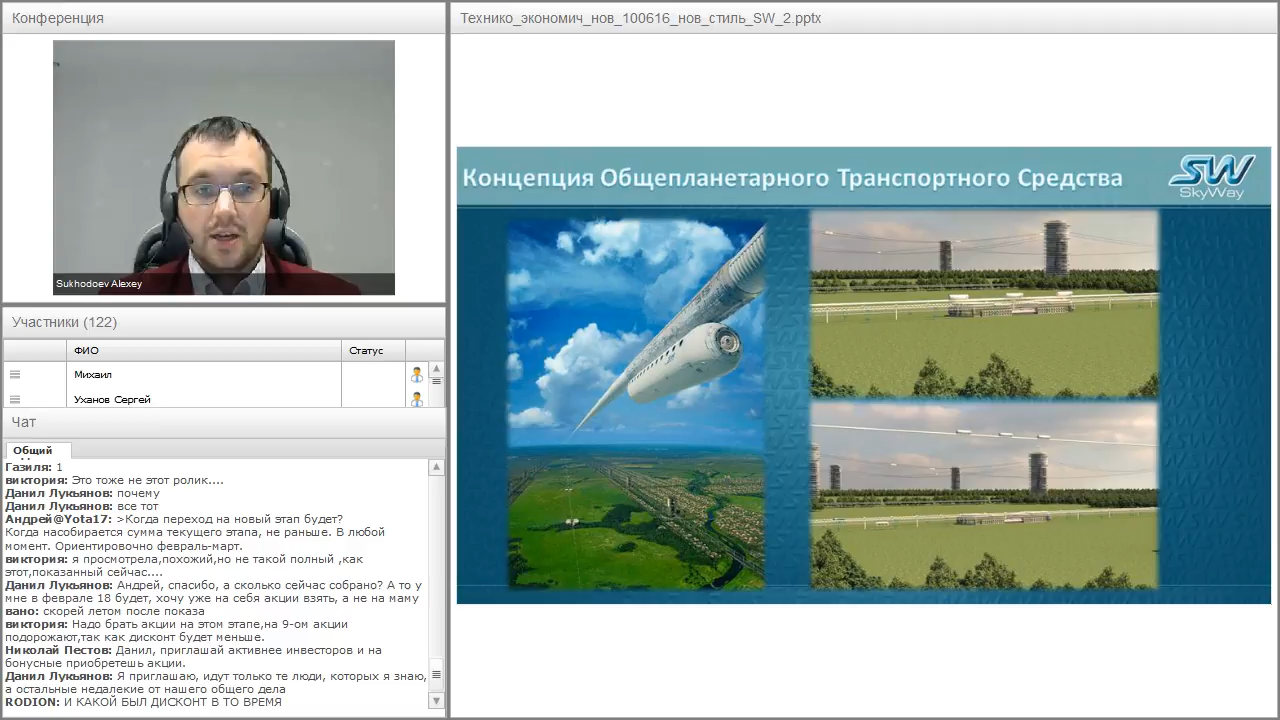 Конференция
Sukhodoev Alexey
Участники (122)
ФИО
Статус
Михаил
Уханов Сергей
Чат
Общий
Газиля: 1
виктория: Это тоже не этот ролик....
Данил Лукьянов: почему
Данил Лукьянов: все тот
Андрей@Yota17: >Когда переход на новый этап будет?
Когда насобирается сумма текущего этапа, не раньше. В любой
момент. Ориентировочно февраль-март.
виктория: я просмотрела,похожий,но не такой полный ,как
этот,показанный сейчас....
Данил Лукьянов: Андрей, спасибо, а сколько сейчас собрано? А то у
мне в феврале 18 будет, хочу уже на себя акции взять, а не на маму
вано: скорей летом после показа
виктория: Надо брать акции на этом этапе,на 9-ом акции
подорожают,так как дисконт будет меньше.
Николай Пестов: Данил, приглашай активнее инвесторов и на
бонусные приобретешь акции.
Данил Лукьянов: Я приглашаю, идут только те люди, которых я знаю,
а остальные недалекие от нашего общего дела
RODION: И КАКОЙ БЫЛ ДИСКОНТ В ТО ВРЕМЯ
Технико_экономич_нов_100616_нов_стиль_SW_2.pptx
Концепция Общепланетарного Транспортного Средства
SW
SkyWay